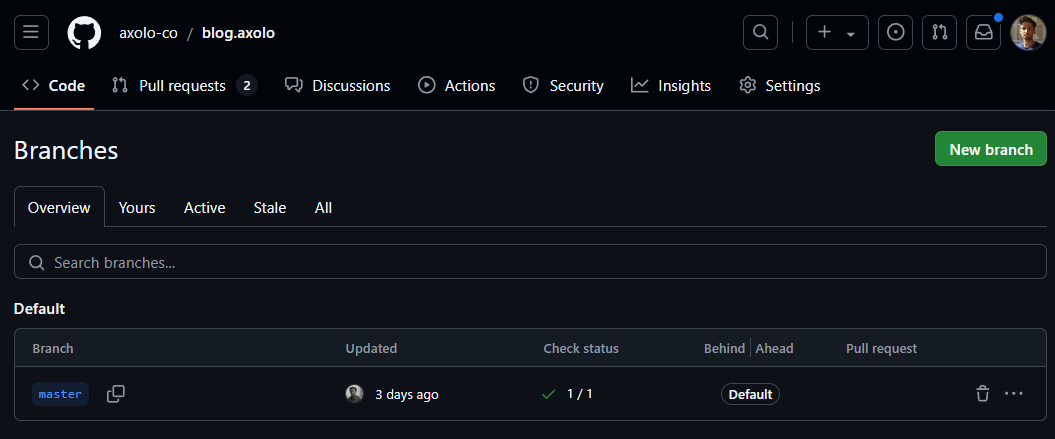 axolo-co / blog.axolo
Code Pull requests 2 Discussions Actions Security Insights Settings
Branches
New branch
Overview Yours Active Stale All
Search branches...
Default
Branch Updated Check status Behind Ahead Pull request
master 3 days ago 1 / 1 Default